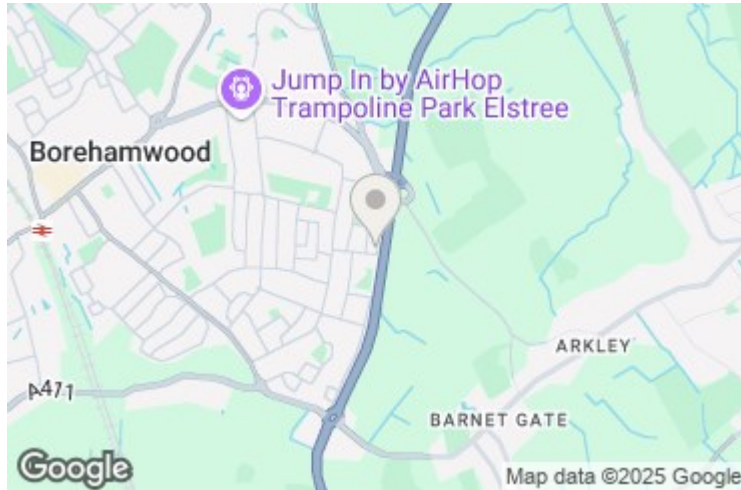 Jump In by AirHop
Trampoline Park Elstree
Borehamwood
ARKLEY
A411
BARNET GATE
Google
Map data ©2025 Google